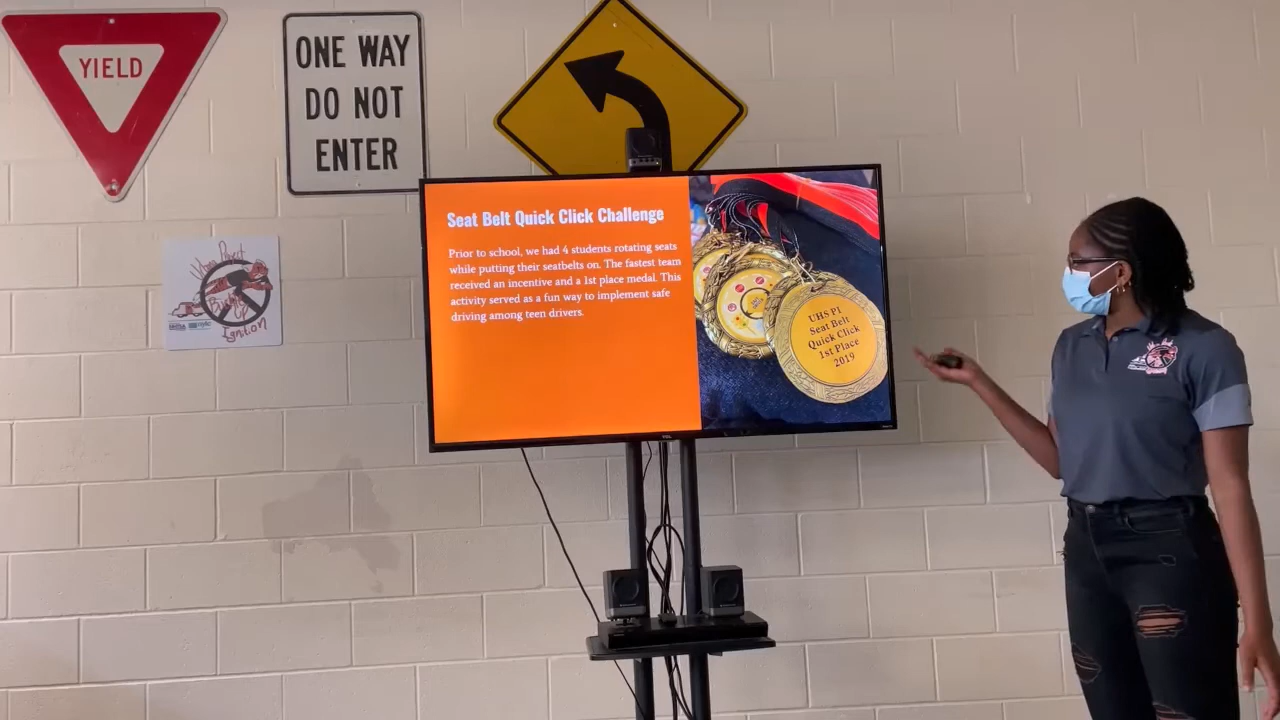 YIELD
ONE WAY
DO NOT
ENTER
Seat Belt Quick Click Challenge
Prior to school, we had 4 students rotating seats
while putting their seatbelts on. The fastest team
received an incentive and a 1st place medal. This
activity served as a fun way to implement safe
driving among teen drivers.
UHS PI
Seat Belt
Quick Click
1st Place
2019
TCL
Ignition